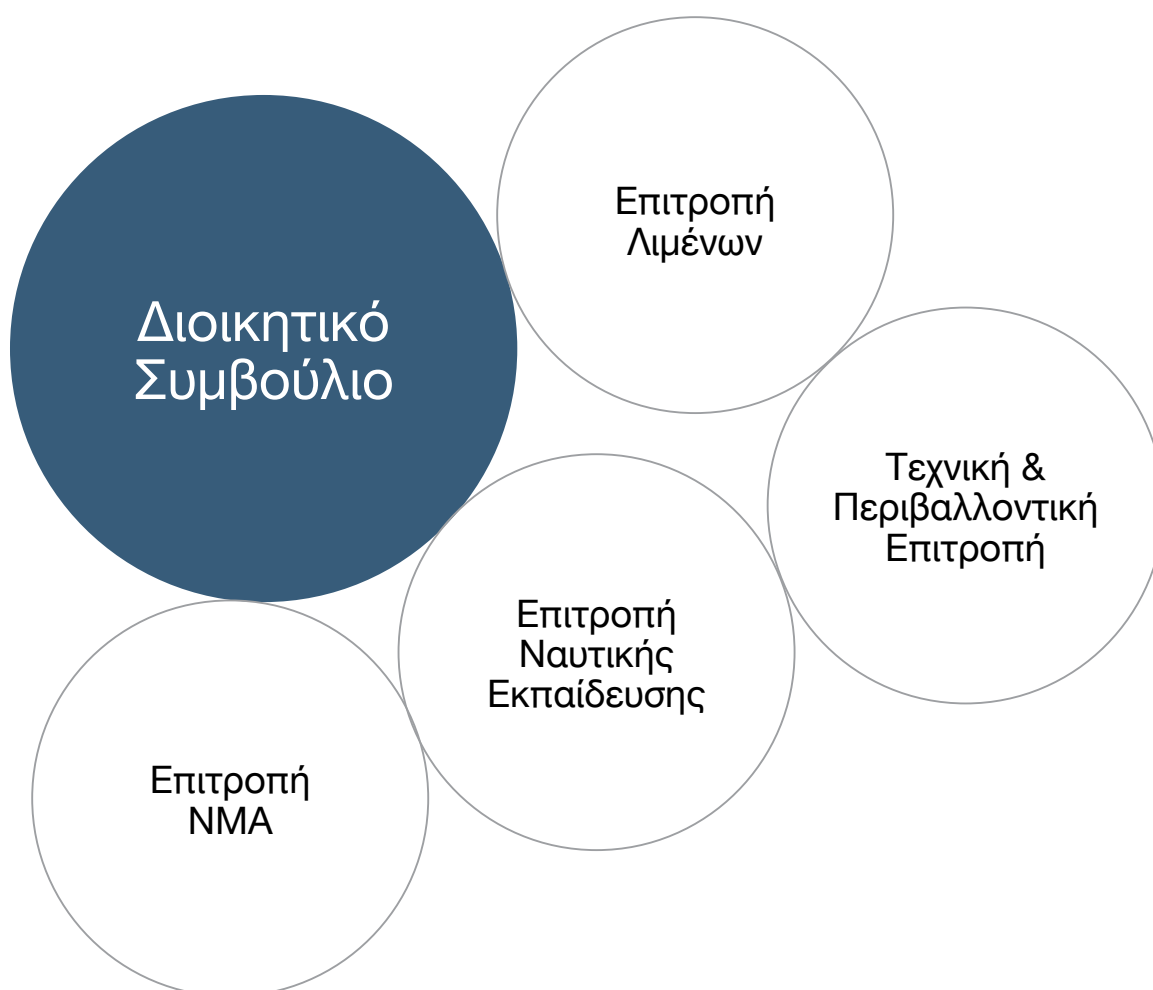 Διοικητικό
Συμβούλιο
Επιτροπή
Λιμένων
Τεχνική &
Περιβαλλοντική
Επιτροπή
Επιτροπή
Ναυτικής
Εκπαίδευσης
Επιτροπή
ΝΜΑ